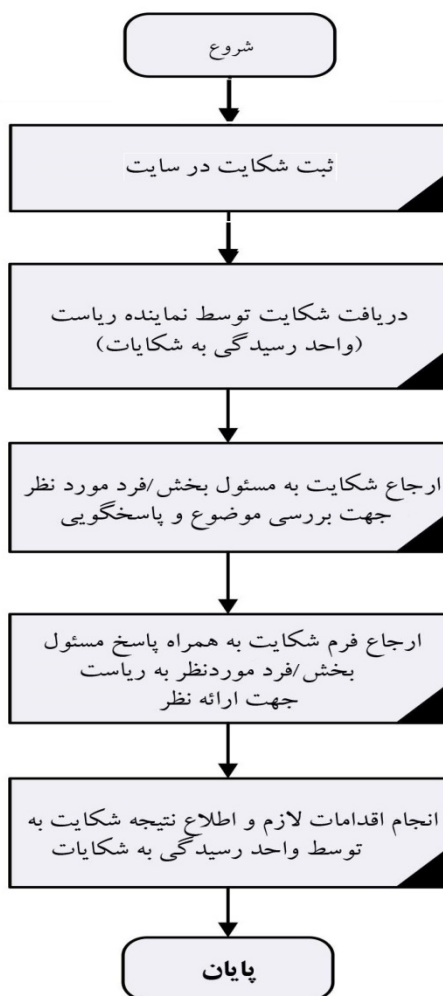 شروع
ثبت شکایت در سایت
دریافت شکایت توسط نماینده ریاست
(واحد رسیدگی به شکایات)
ارجاع شکایت به مسئول بخش/فرد مورد نظر
جهت بررسی موضوع و پاسخگویی
ارجاع فرم شکایت به همراه پاسخ مسئول
بخش/فرد موردنظر به ریاست
جهت ارائه نظر
انجام اقدامات لازم و اطلاع نتیجه شکایت به
توسط واحد رسیدگی به شکایات
پایان